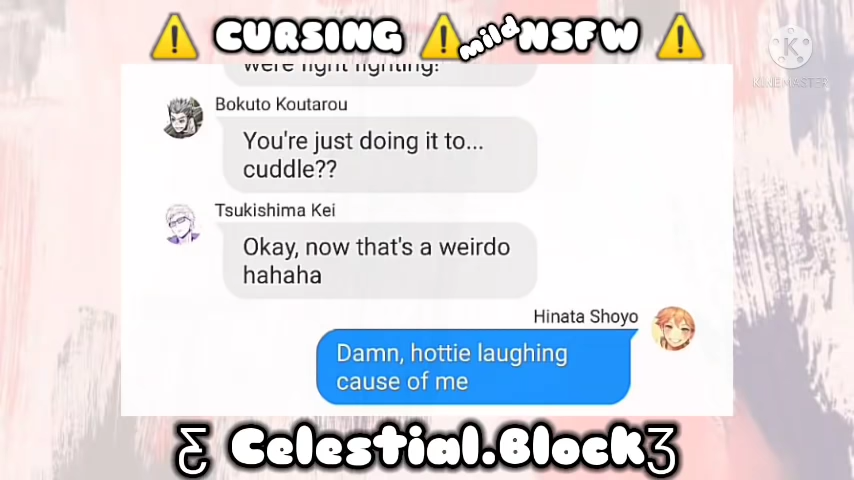 ⚠️ CURSING ⚠️ mild NSFW ⚠️
KINEMASTER
were fight fighting!
Bokuto Koutarou
You're just doing it to...
cuddle??
Tsukishima Kei
Okay, now that's a weirdo
hahaha
Hinata Shoyo
Damn, hottie laughing
cause of me
Ƹ Celestial.Block Ʒ